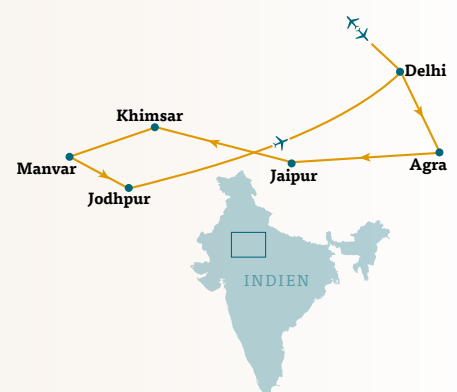 Delhi
Khimsar
Agra
Manvar
Jaipur
Jodhpur
INDIEN